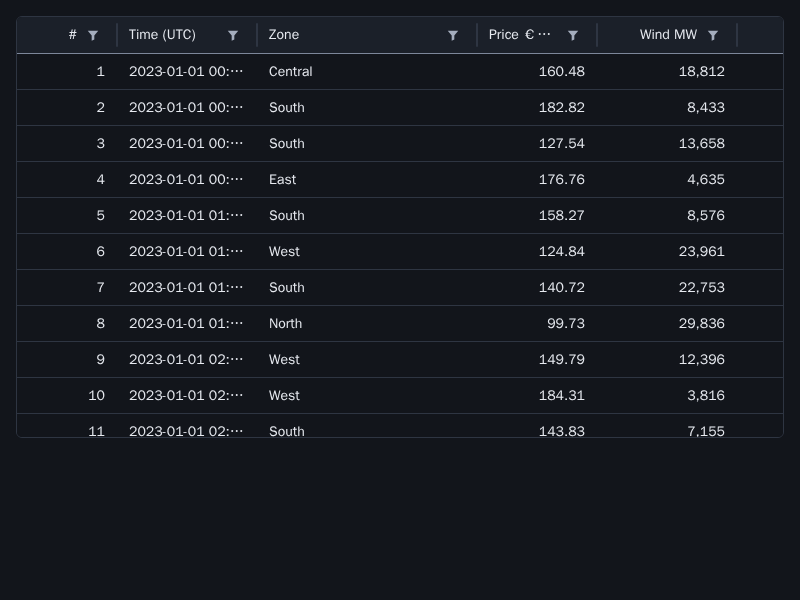 # Time (UTC) Zone Price € ··· Wind MW
1 2023-01-01 00:··· Central 160.48 18,812
2 2023-01-01 00:··· South 182.82 8,433
3 2023-01-01 00:··· South 127.54 13,658
4 2023-01-01 00:··· East 176.76 4,635
5 2023-01-01 01:··· South 158.27 8,576
6 2023-01-01 01:··· West 124.84 23,961
7 2023-01-01 01:··· South 140.72 22,753
8 2023-01-01 01:··· North 99.73 29,836
9 2023-01-01 02:··· West 149.79 12,396
10 2023-01-01 02:··· West 184.31 3,816
11 2023-01-01 02:··· South 143.83 7,155